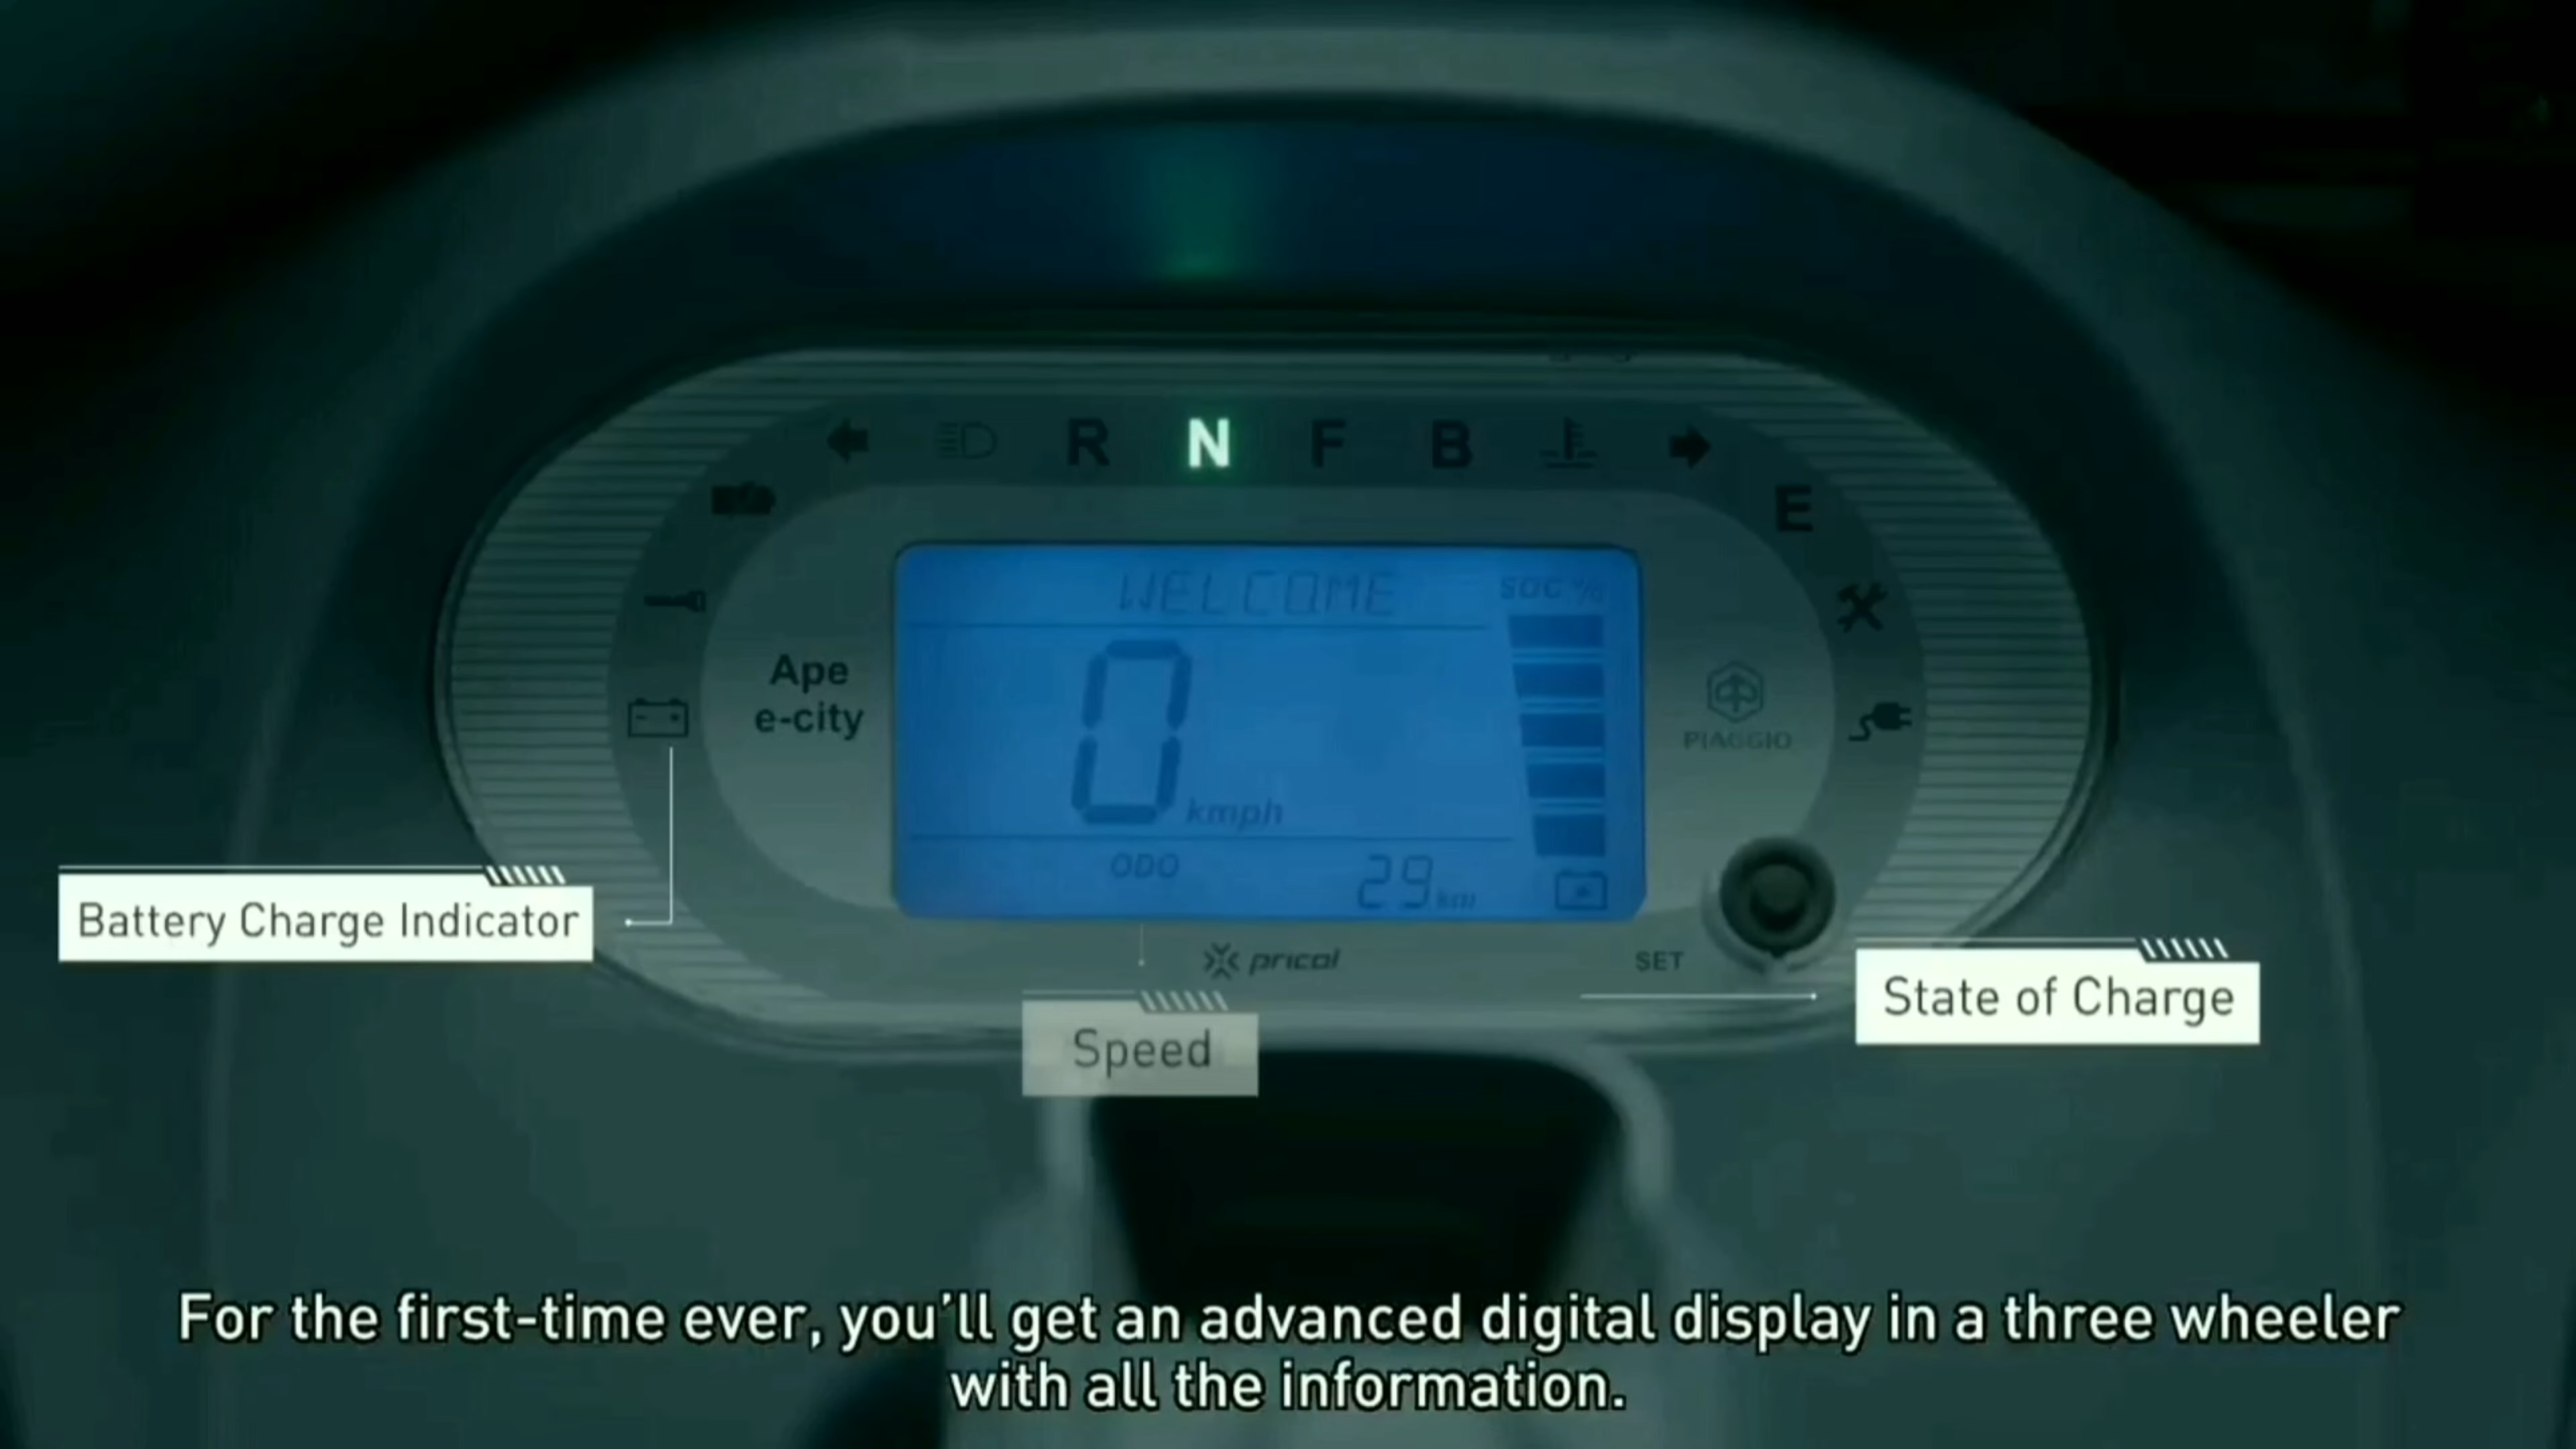 R N F B
E
WELCOME
SOC %
Ape
e-city
0 kmph
PIAGGIO
ODO 29 km
pricol
SET
Battery Charge Indicator
State of Charge
Speed
For the first-time ever, you'll get an advanced digital display in a three wheeler
with all the information.